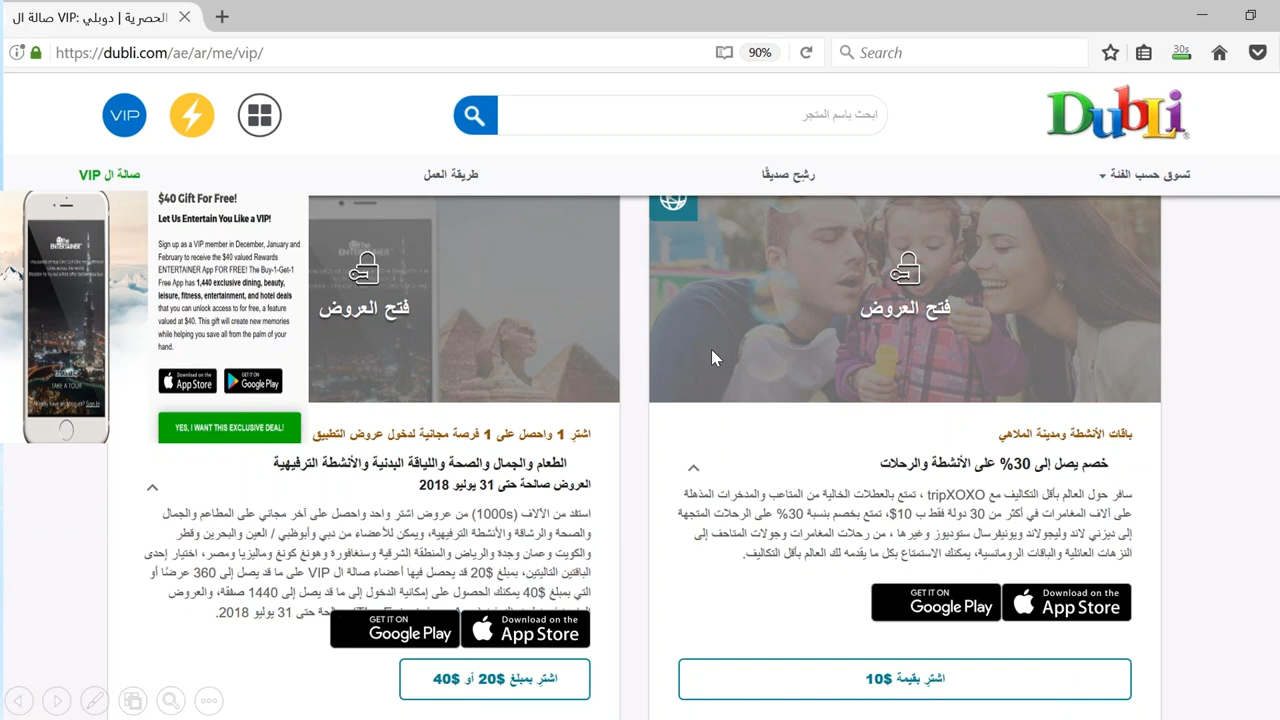 صالة ال VIP: الحصرية | دوبلي
https://dubli.com/ae/ar/me/vip/
90%
Search
30s
VIP
ابحث باسم المتجر
DubLi
تسوق حسب الفئة
رشِح صديقًا
طريقة العمل
صالة ال VIP
$40 Gift For Free!
Let Us Entertain You Like a VIP!
Sign up as a VIP member in December, January and
February to receive the $40 valued Rewards
ENTERTAINER App FOR FREE! The Buy-1-Get-1
Free App has 1,440 exclusive dining, beauty,
leisure, fitness, entertainment, and hotel deals
that you can unlock access to for free, a feature
valued at $40. This gift will create new memories
while helping you save all from the palm of your
hand.
Download on the
App Store
GET IT ON
Google Play
YES, I WANT THIS EXCLUSIVE DEAL!
the
ENTERTAINER
TAKE A TOUR
فتح العروض
باقات الأنشطة ومدينة الملاهي
خصم يصل إلى 30% على الأنشطة والرحلات
سافر حول العالم بأقل التكاليف مع tripXOXO ، تمتع بالعطلات الخالية من المتاعب والمدخرات المذهلة
على آلاف المغامرات في أكثر من 30 دولة فقط ب 10$، تمتع بخصم بنسبة 30% على الرحلات المتجهة
إلى ديزني لاند وليجولاند ويونيفرسال ستوديوز وغيرها ، من رحلات المغامرات وجولات المتاحف إلى
النزهات العائلية والباقات الرومانسية، يمكنك الاستمتاع بكل ما يقدمه لك العالم بأقل التكاليف.
GET IT ON
Google Play
Download on the
App Store
اشترِ بقيمة 10$
فتح العروض
اشترِ 1 واحصل على 1 فرصة مجانية لدخول عروض التطبيق
الطعام والجمال والصحة واللياقة البدنية والأنشطة الترفيهية
العروض صالحة حتى 31 يوليو 2018
استفد من الآلاف (1000s) من عروض اشتر واحد واحصل على آخر مجاني على المطاعم والجمال
والصحة والرشاقة والأنشطة الترفيهية، ويمكن للأعضاء من دبي وأبوظبي / العين والبحرين وقطر
والكويت وعمان وجدة والرياض والمنطقة الشرقية وسنغافورة وهونغ كونغ وماليزيا ومصر، اختيار إحدى
الباقتين التاليتين، بمبلغ 20$ قد يحصل فيها أعضاء صالة ال VIP على ما قد يصل إلى 360 عرضًا أو
التي بمبلغ 40$ يمكنك الحصول على إمكانية الدخول إلى ما قد يصل إلى 1440 صفقة، والعروض
حتى 31 يوليو 2018.
GET IT ON
Google Play
Download on the
App Store
اشترِ بمبلغ 20$ أو 40$